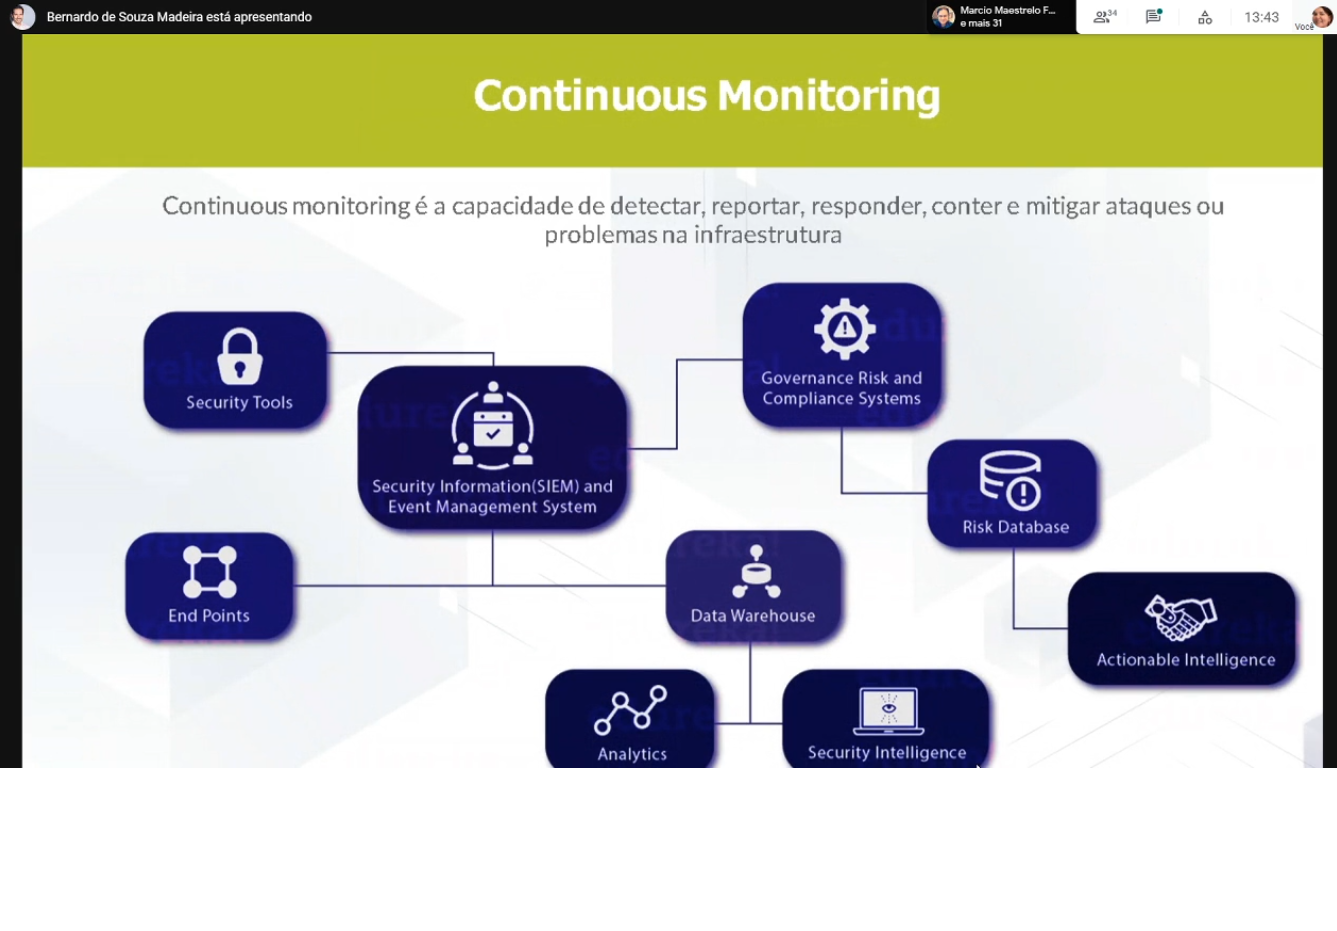 Bernardo de Souza Madeira está apresentando
Marcio Maestrelo F...
e mais 31
34
13:43
Você
Continuous Monitoring
Continuous monitoring é a capacidade de detectar, reportar, responder, conter e mitigar ataques ou
problemas na infraestrutura
Security Tools
Governance Risk and
Compliance Systems
Security Information(SIEM) and
Event Management System
Risk Database
End Points
Data Warehouse
Actionable Intelligence
Analytics
Security Intelligence